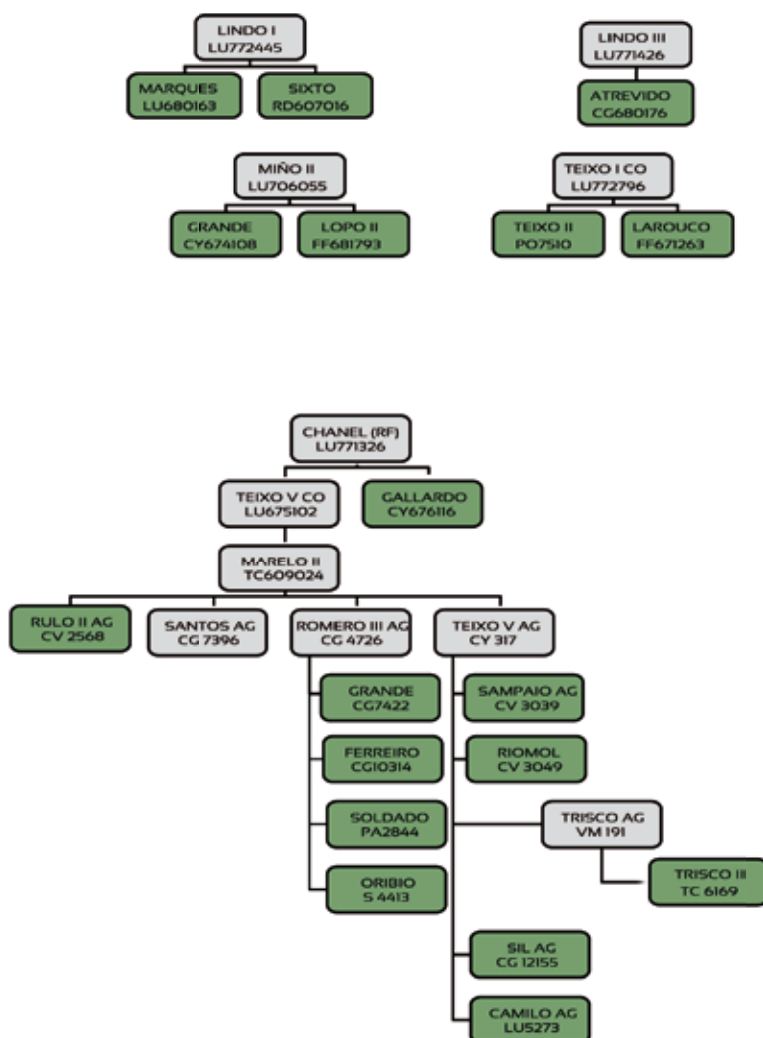 LINDO I
LU772445
LINDO III
LU771426
MARQUES
LU680163
SIXTO
RD607016
ATREVIDO
CG680176
MIÑO II
LU706055
TEIXO I CO
LU772796
GRANDE
CY674108
LOPO II
FF681793
TEIXO II
PO7510
LAROUCO
FF671263
CHANEL (RF)
LU771326
TEIXO V CO
LU675102
GALLARDO
CY676116
MARELO II
TC609024
RULO II AG
CV 2568
SANTOS AG
CG 7396
ROMERO III AG
CG 4726
TEIXO V AG
CY 317
GRANDE
CG7422
SAMPAIO AG
CV 3039
FERREIRO
CG10314
RIOMOL
CV 3049
SOLDADO
PA2844
TRISCO AG
VM 191
ORIBIO
S 4413
TRISCO III
TC 6169
SIL AG
CG 12155
CAMILO AG
LU5273